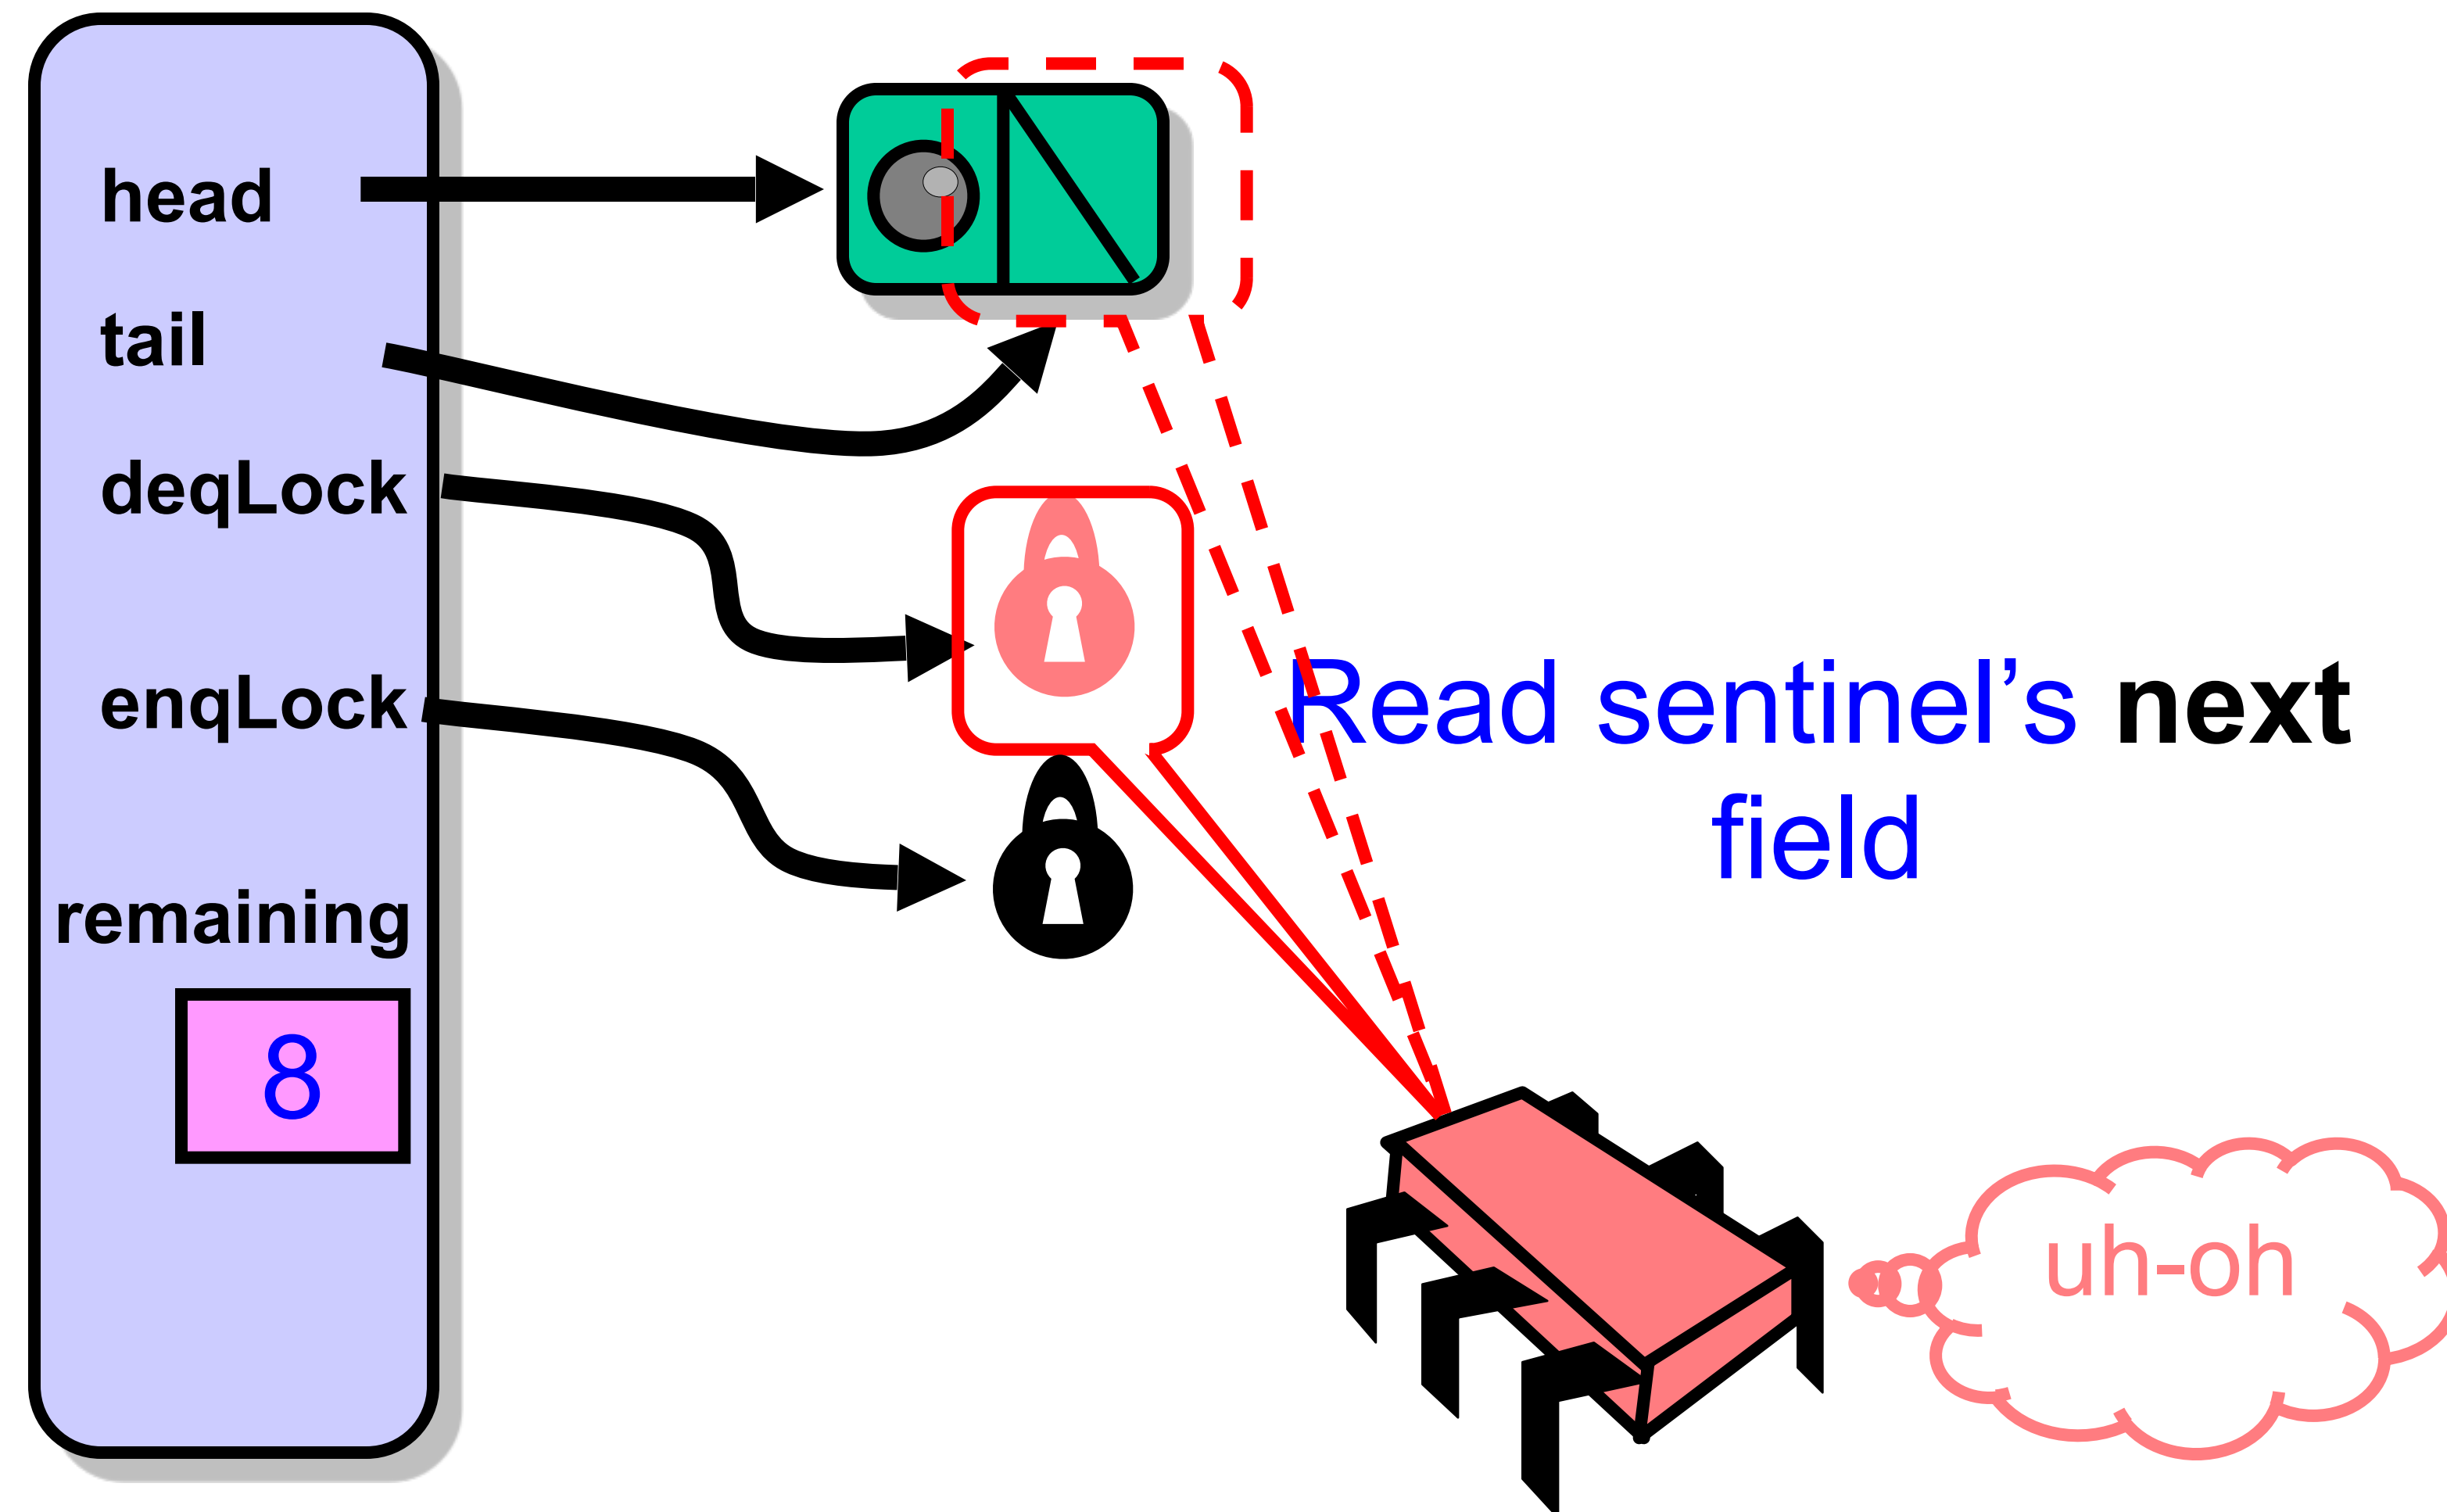 head
tail
deqLock
enqLock
remaining
8
Read sentinel’s next
field
uh-oh